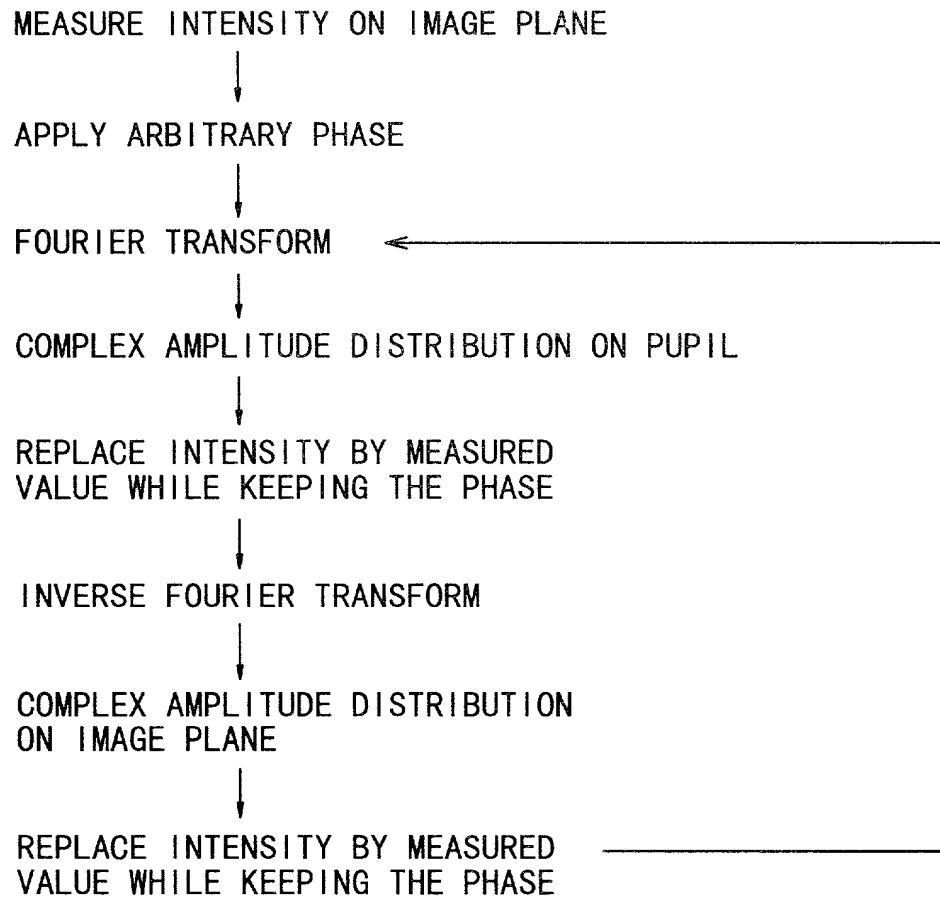 MEASURE INTENSITY ON IMAGE PLANE
APPLY ARBITRARY PHASE
FOURIER TRANSFORM
COMPLEX AMPLITUDE DISTRIBUTION ON PUPIL
REPLACE INTENSITY BY MEASURED
VALUE WHILE KEEPING THE PHASE
INVERSE FOURIER TRANSFORM
COMPLEX AMPLITUDE DISTRIBUTION
ON IMAGE PLANE
REPLACE INTENSITY BY MEASURED
VALUE WHILE KEEPING THE PHASE